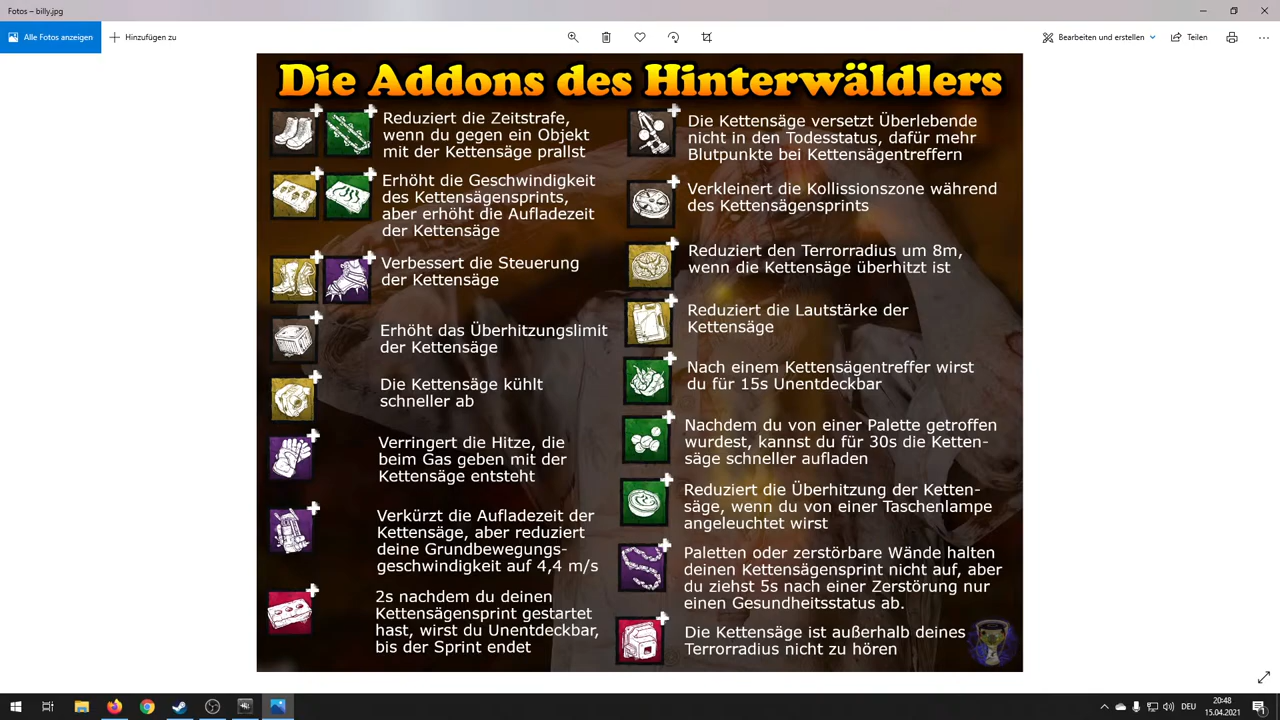 Fotos – billy.jpg
Alle Fotos anzeigen
Hinzufügen zu
Bearbeiten und erstellen
Teilen
Die Addons des Hinterwäldlers
Reduziert die Zeitstrafe,
wenn du gegen ein Objekt
mit der Kettensäge prallst
Erhöht die Geschwindigkeit
des Kettensägensprints,
aber erhöht die Aufladezeit
der Kettensäge
Verbessert die Steuerung
der Kettensäge
Erhöht das Überhitzungslimit
der Kettensäge
Die Kettensäge kühlt
schneller ab
Verringert die Hitze, die
beim Gas geben mit der
Kettensäge entsteht
Verkürzt die Aufladezeit der
Kettensäge, aber reduziert
deine Grundbewegungs-
geschwindigkeit auf 4,4 m/s
2s nachdem du deinen
Kettensägensprint gestartet
hast, wirst du Unentdeckbar,
bis der Sprint endet
Die Kettensäge versetzt Überlebende
nicht in den Todesstatus, dafür mehr
Blutpunkte bei Kettensägentreffern
Verkleinert die Kollissionszone während
des Kettensägensprints
Reduziert den Terrorradius um 8m,
wenn die Kettensäge überhitzt ist
Reduziert die Lautstärke der
Kettensäge
Nach einem Kettensägentreffer wirst
du für 15s Unentdeckbar
Nachdem du von einer Palette getroffen
wurdest, kannst du für 30s die Ketten-
säge schneller aufladen
Reduziert die Überhitzung der Ketten-
säge, wenn du von einer Taschenlampe
angeleuchtet wirst
Paletten oder zerstörbare Wände halten
deinen Kettensägensprint nicht auf, aber
du ziehst 5s nach einer Zerstörung nur
einen Gesundheitsstatus ab.
Die Kettensäge ist außerhalb deines
Terrorradius nicht zu hören
DEU
20:48
15.04.2021